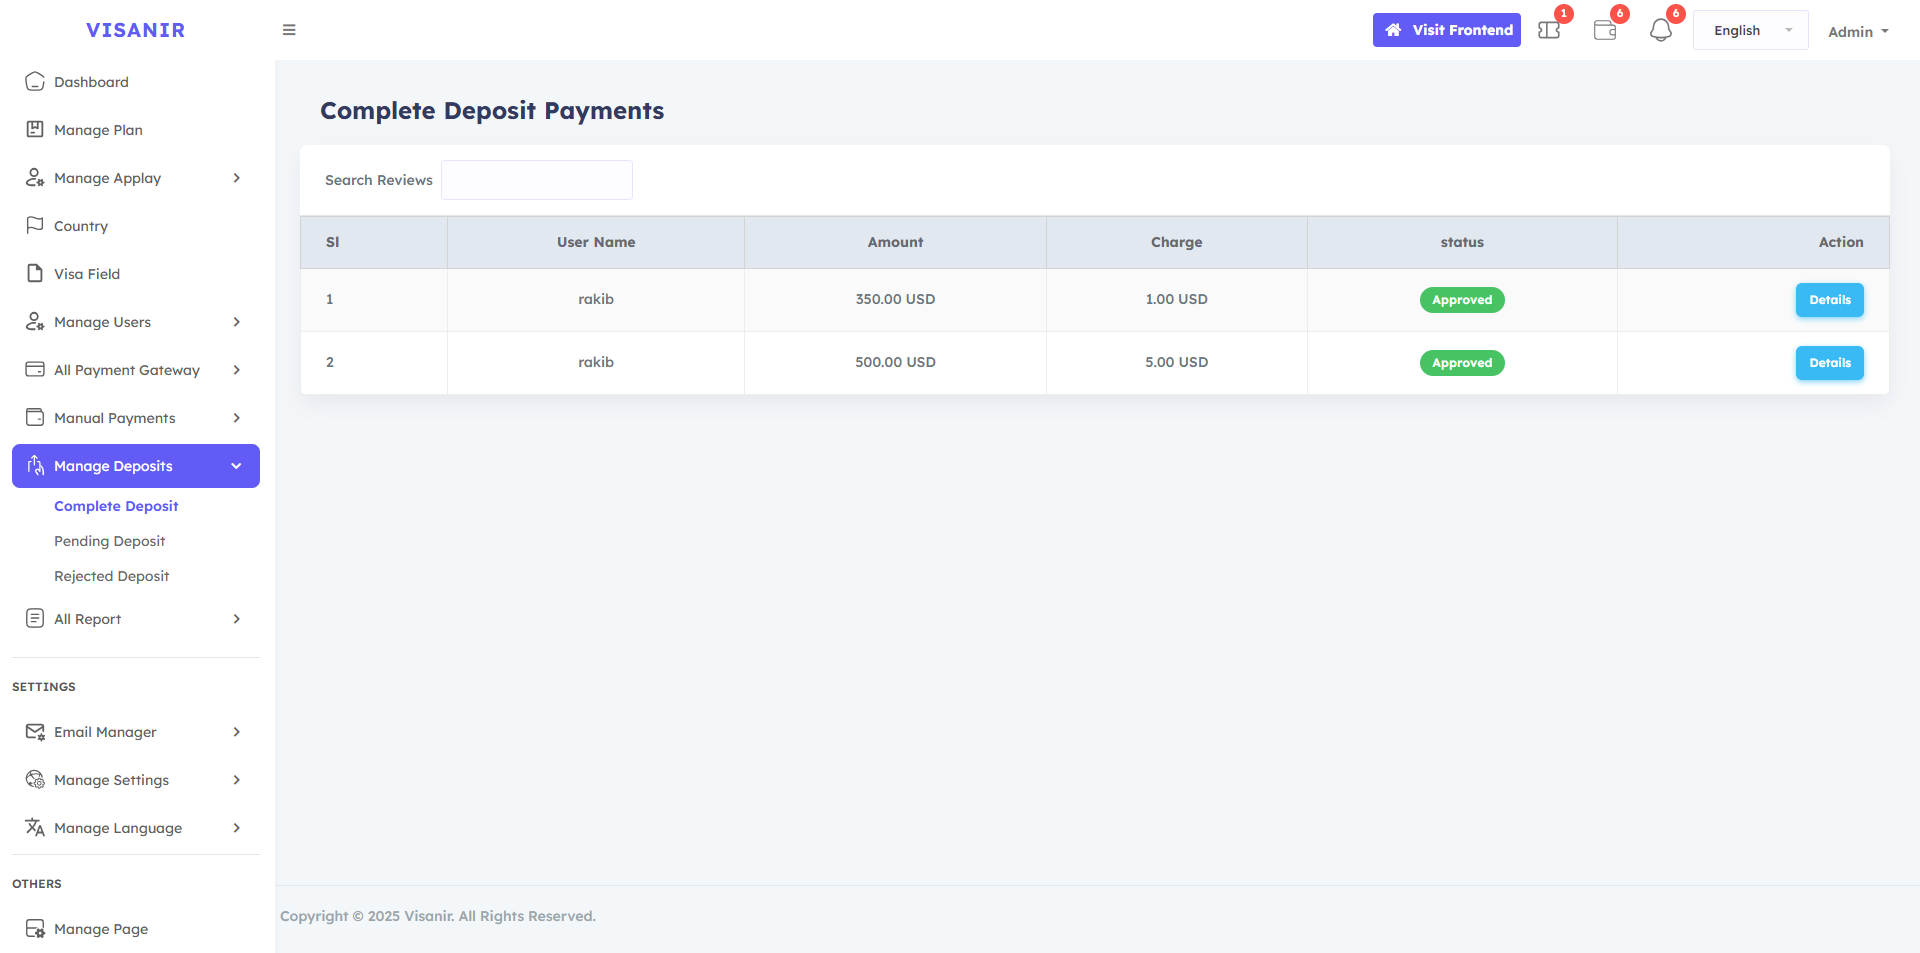 VISANIR
Visit Frontend
1
6
6
English
Admin
Dashboard
Manage Plan
Manage Applay
Country
Visa Field
Manage Users
All Payment Gateway
Manual Payments
Manage Deposits
Complete Deposit
Pending Deposit
Rejected Deposit
All Report
SETTINGS
Email Manager
Manage Settings
Manage Language
OTHERS
Manage Page
Complete Deposit Payments
Search Reviews
Sl User Name Amount Charge status Action
1 rakib 350.00 USD 1.00 USD Approved Details
2 rakib 500.00 USD 5.00 USD Approved Details
Copyright © 2025 Visanir. All Rights Reserved.